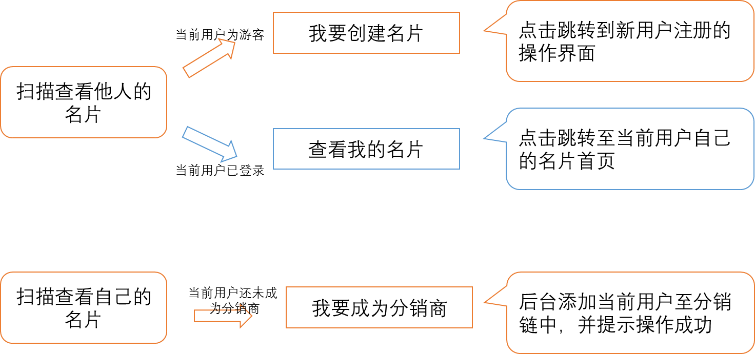 当前用户为游客
我要创建名片
点击跳转到新用户注册的
操作界面
扫描查看他人的
名片
当前用户已登录
查看我的名片
点击跳转至当前用户自己
的名片首页
扫描查看自己的
名片
当前用户还未成
为分销商
我要成为分销商
后台添加当前用户至分销
链中，并提示操作成功